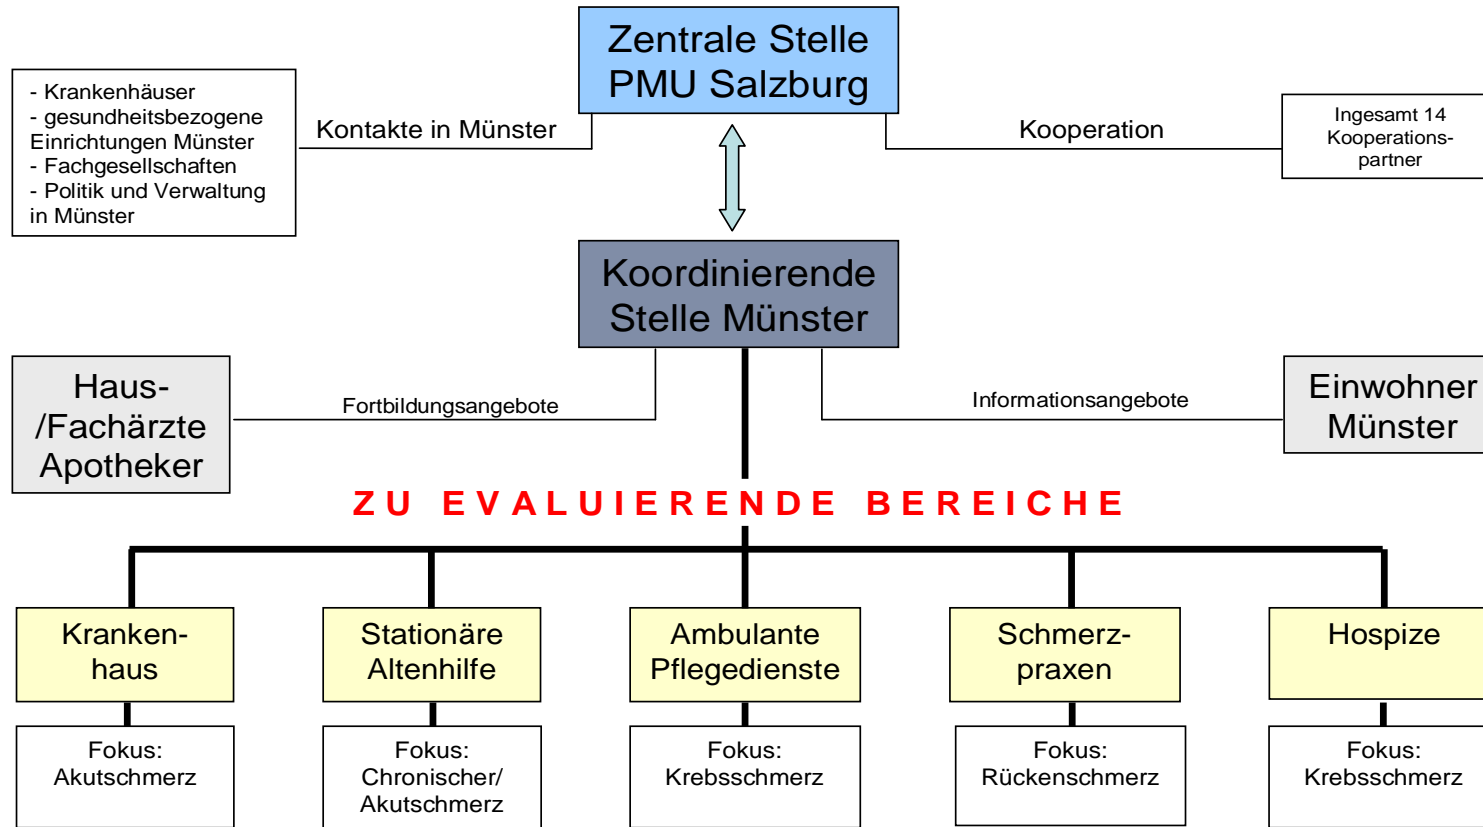 Zentrale Stelle
PMU Salzburg
- Krankenhäuser
- gesundheitsbezogene
Einrichtungen Münster
- Fachgesellschaften
- Politik und Verwaltung
in Münster
Kontakte in Münster
Kooperation
Ingesamt 14
Kooperations-
partner
Koordinierende
Stelle Münster
Haus-
/Fachärzte
Apotheker
Fortbildungsangebote
Informationsangebote
Einwohner
Münster
ZU EVALUIERENDE BEREICHE
Kranken-
haus
Stationäre
Altenhilfe
Ambulante
Pflegedienste
Schmerz-
praxen
Hospize
Fokus:
Akutschmerz
Fokus:
Chronischer/
Akutschmerz
Fokus:
Krebsschmerz
Fokus:
Rückenschmerz
Fokus:
Krebsschmerz